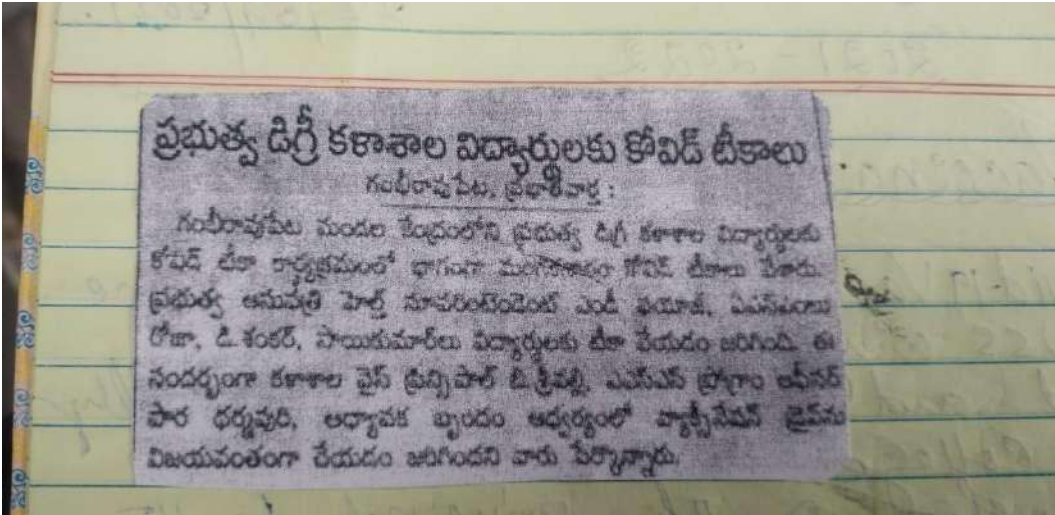 ప్రభుత్వ డిగ్రీ కళాశాల విద్యార్థులకు కోవిడ్ టీకాలు
గంభీరావుపేట, ప్రభాతవార్త :
గంభీరావుపేట మండల కేంద్రంలోని ప్రభుత్వ డిగ్రీ కళాశాల విద్యార్థులకు
కోవిడ్ టీకా కార్యక్రమంలో భాగంగా మంగళవారం కోవిడ్ టీకాలు వేశారు.
ప్రభుత్వ ఆసుపత్రి హెల్త్ సూపరింటెండెంట్ ఎండీ ఫయాజ్, ఏఎన్ఎంలు
రోజా, డి.శంకర్, సాయికుమార్‌లు విద్యార్థులకు టీకా వేయడం జరిగింది. ఈ
సందర్భంగా కళాశాల వైస్ ప్రిన్సిపాల్ డి.శ్రీవల్లి, ఎన్ఎస్ఎస్ ప్రోగ్రాం ఆఫీసర్
పార ధర్మపురి, అధ్యాపక బృందం ఆధ్వర్యంలో వ్యాక్సినేషన్ డ్రైవ్‌ను
విజయవంతంగా చేయడం జరిగిందని వారు పేర్కొన్నారు.